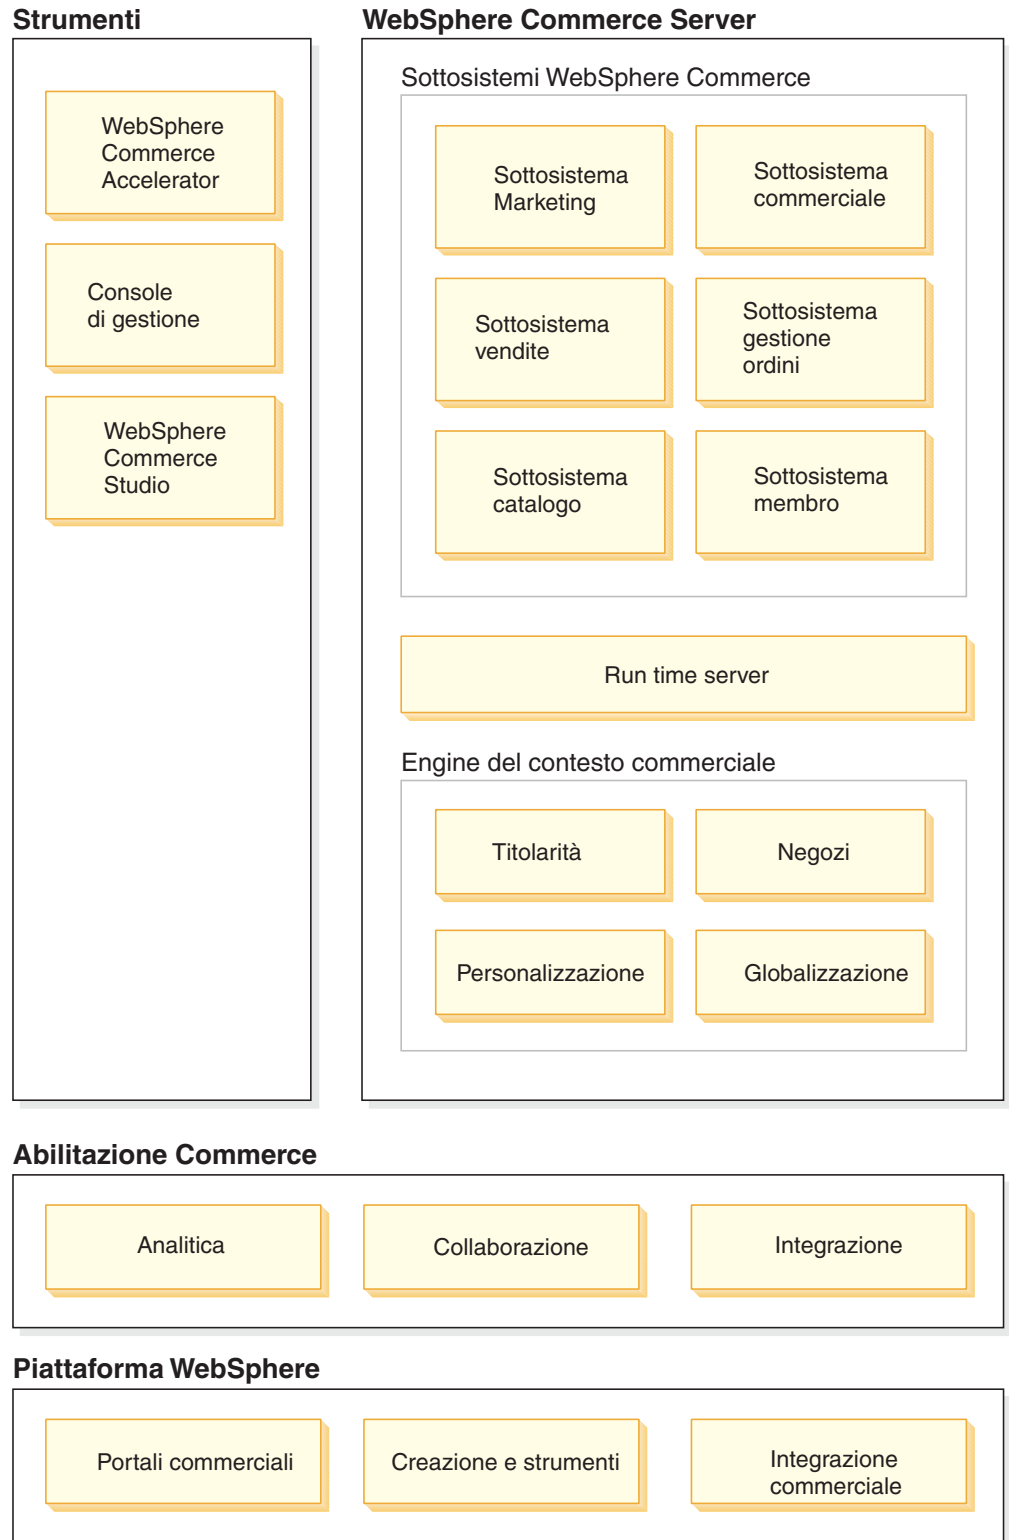 Strumenti
WebSphere
Commerce
Accelerator
Console
di gestione
WebSphere
Commerce
Studio
WebSphere Commerce Server
Sottosistemi WebSphere Commerce
Sottosistema
Marketing
Sottosistema
commerciale
Sottosistema
vendite
Sottosistema
gestione
ordini
Sottosistema
catalogo
Sottosistema
membro
Run time server
Engine del contesto commerciale
Titolarità
Negozi
Personalizzazione
Globalizzazione
Abilitazione Commerce
Analitica
Collaborazione
Integrazione
Piattaforma WebSphere
Portali commerciali
Creazione e strumenti
Integrazione
commerciale